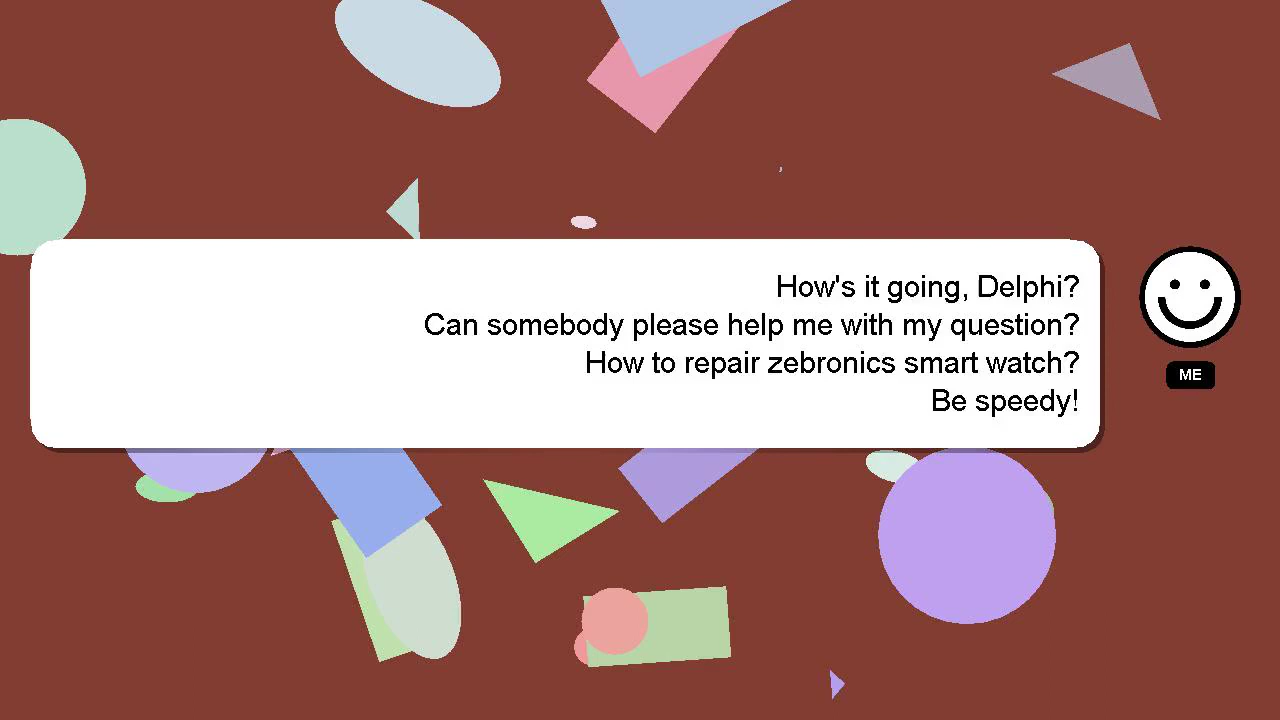 How's it going, Delphi?
Can somebody please help me with my question?
How to repair zebronics smart watch?
Be speedy!
ME